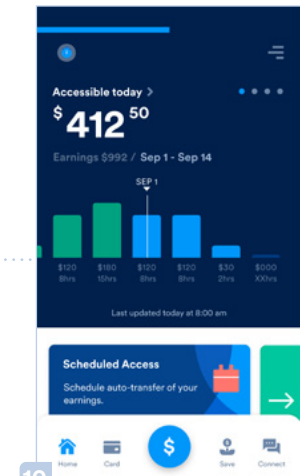 Accessible today >
$412 50
Earnings $992 / Sep 1 - Sep 14
SEP 1
$120 $180 $120 $120 $30 $000
8hrs 15hrs 8hrs 8hrs 2hrs XXhrs
Last updated today at 8:00 am
Scheduled Access
Schedule auto-transfer of your
earnings.
$
Home Card Save Connect
19